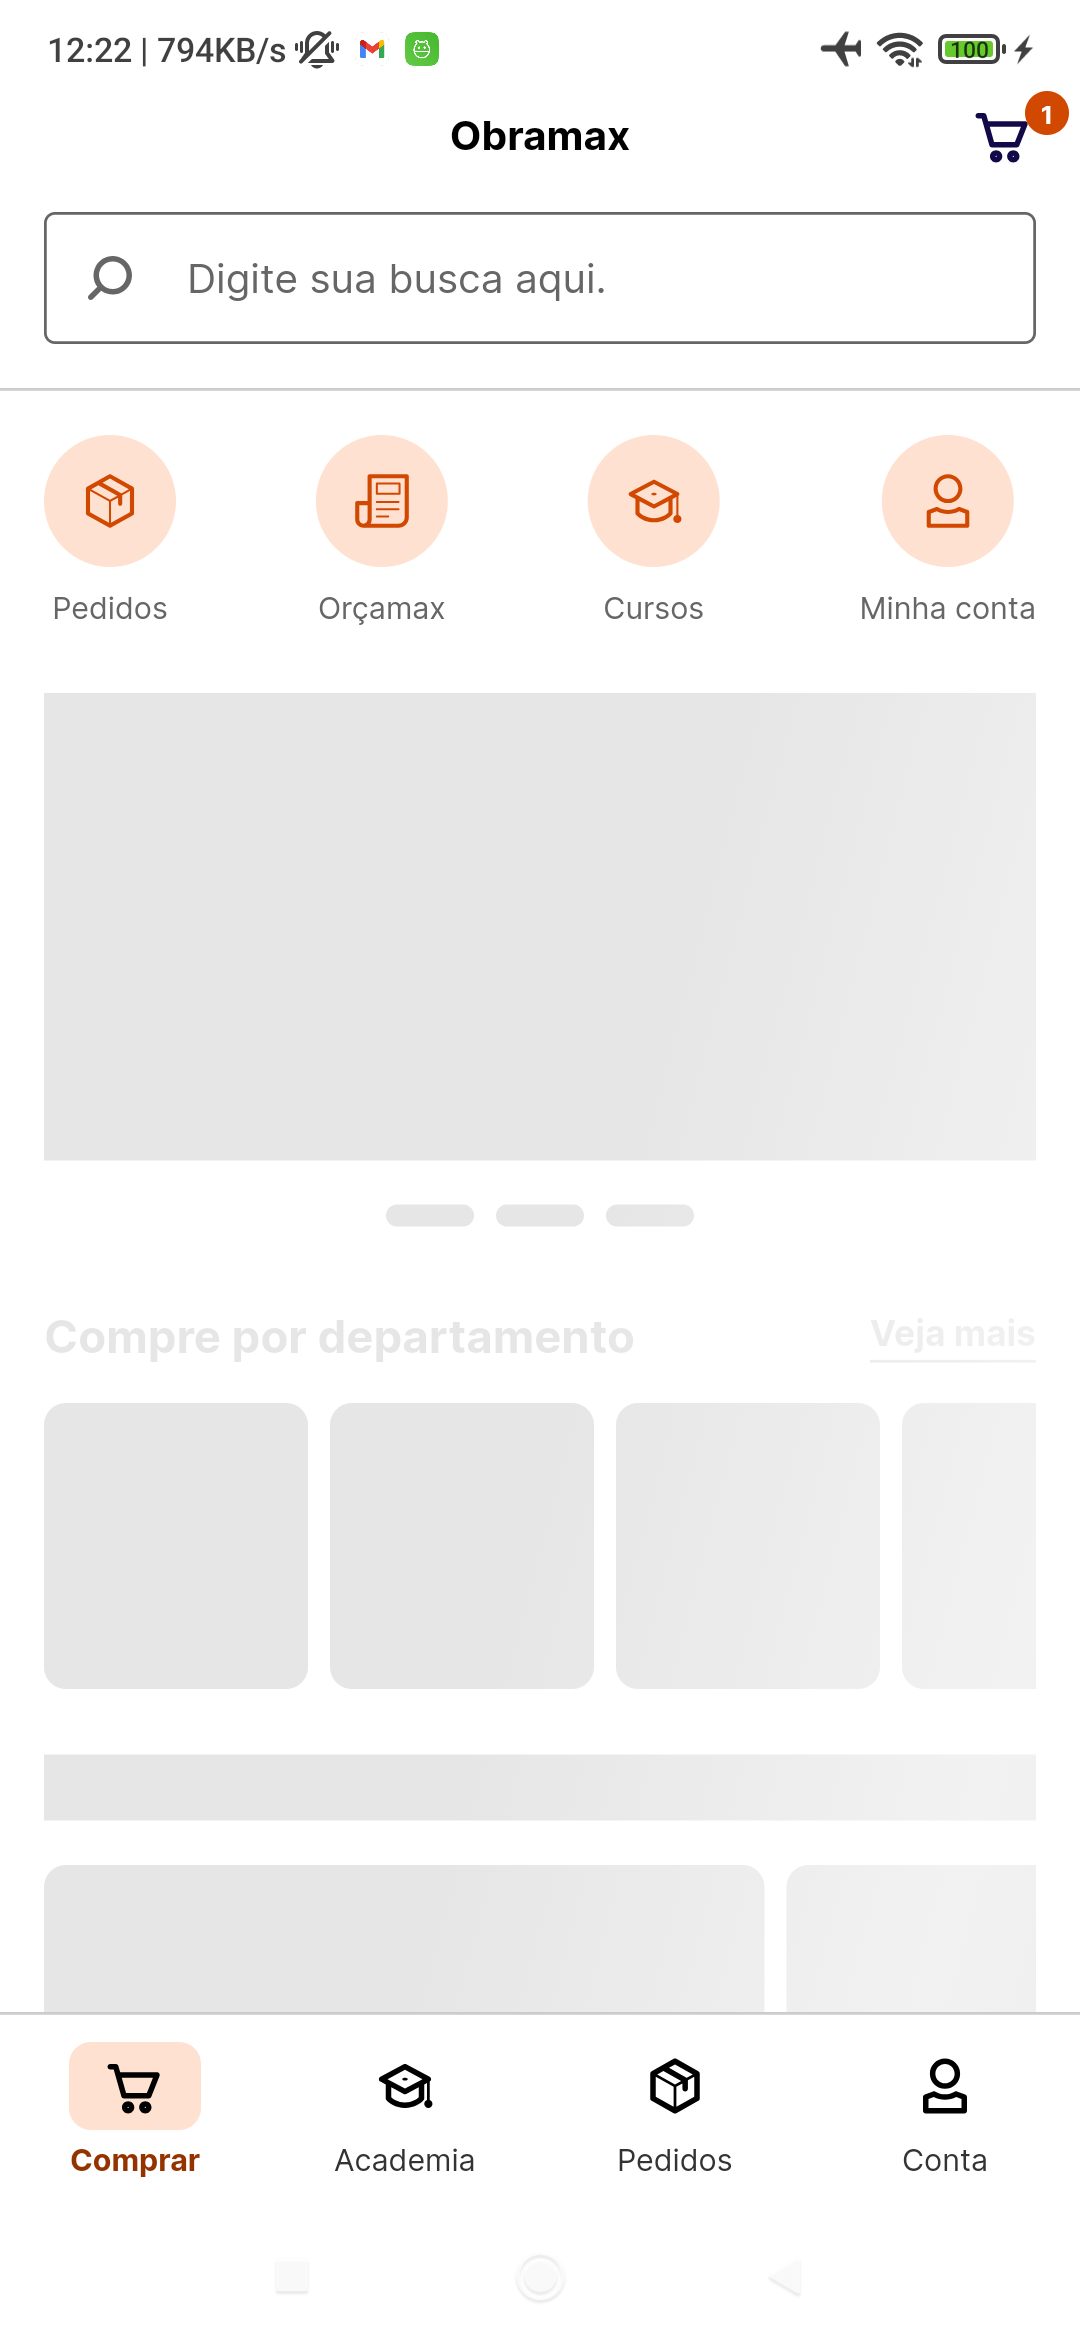 12:22 | 794KB/s
100
Obramax
1
Digite sua busca aqui.
Pedidos
Orçamax
Cursos
Minha conta
Compre por departamento
Veja mais
Comprar
Academia
Pedidos
Conta